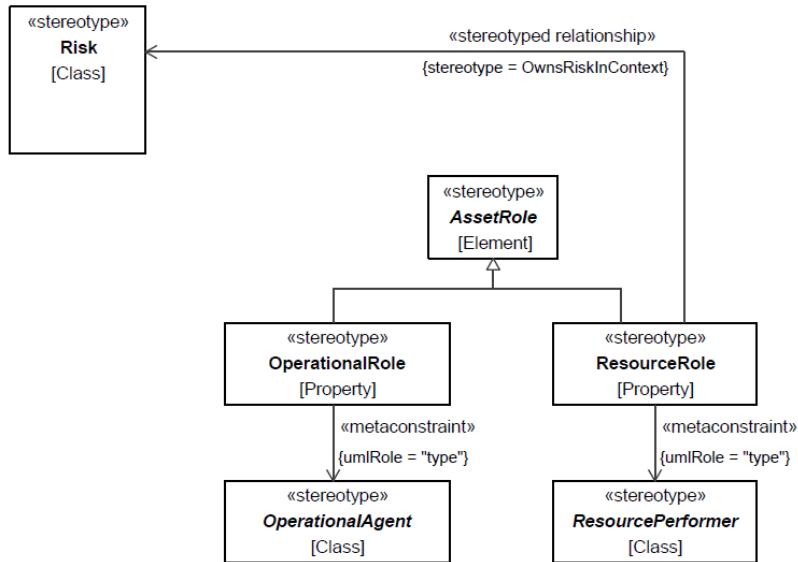 «stereotype»
Risk
[Class]
«stereotyped relationship»
{stereotype = OwnsRiskInContext}
«stereotype»
AssetRole
[Element]
«stereotype»
OperationalRole
[Property]
«stereotype»
ResourceRole
[Property]
«metaconstraint»
{umlRole = "type"}
«metaconstraint»
{umlRole = "type"}
«stereotype»
OperationalAgent
[Class]
«stereotype»
ResourcePerformer
[Class]